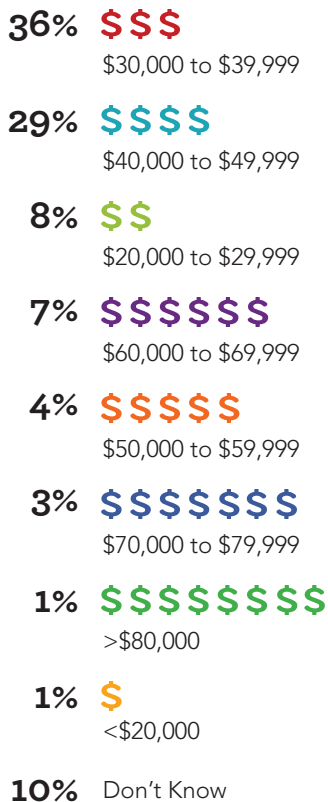 36% $ $ $
$30,000 to $39,999
29% $ $ $ $
$40,000 to $49,999
8% $ $
$20,000 to $29,999
7% $ $ $ $ $ $
$60,000 to $69,999
4% $ $ $ $ $
$50,000 to $59,999
3% $ $ $ $ $ $ $
$70,000 to $79,999
1% $ $ $ $ $ $ $ $
>$80,000
1% $
<$20,000
10% Don't Know